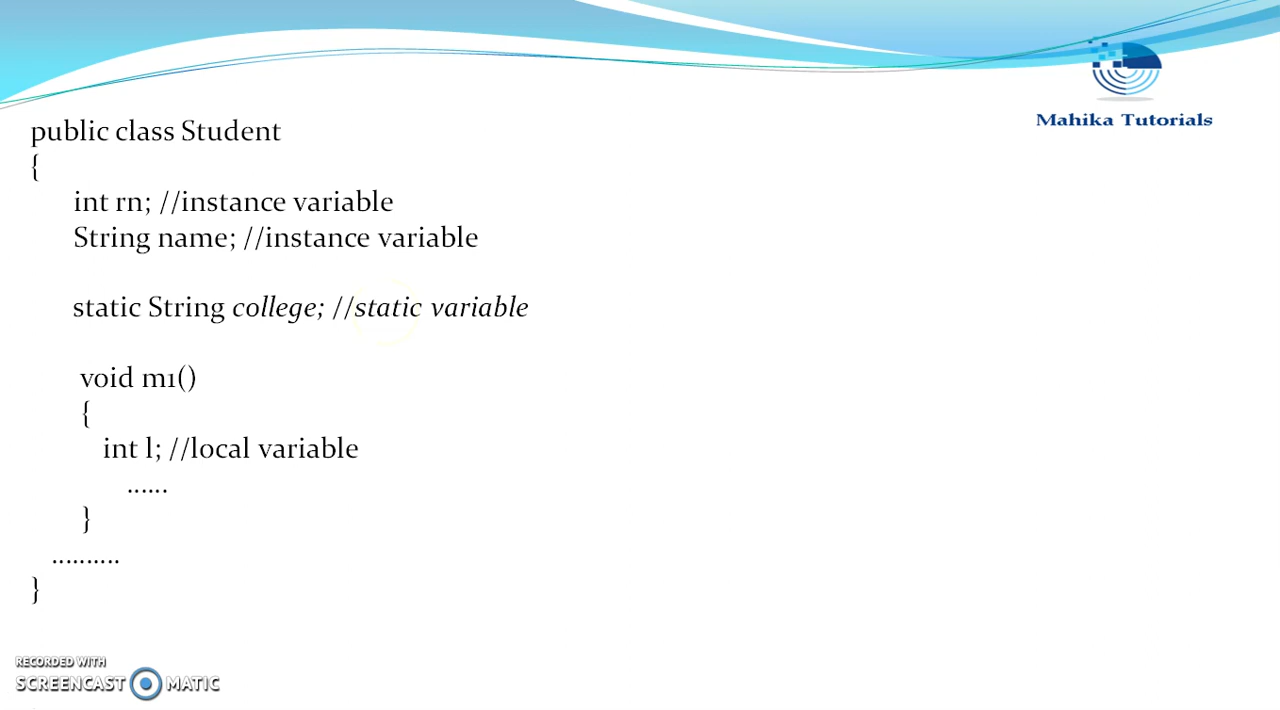 Mahika Tutorials
public class Student
{
int rn; //instance variable
String name; //instance variable
static String college; //static variable
void m1()
{
int l; //local variable
......
}
..........
}
RECORDED WITH
SCREENCAST MATIC